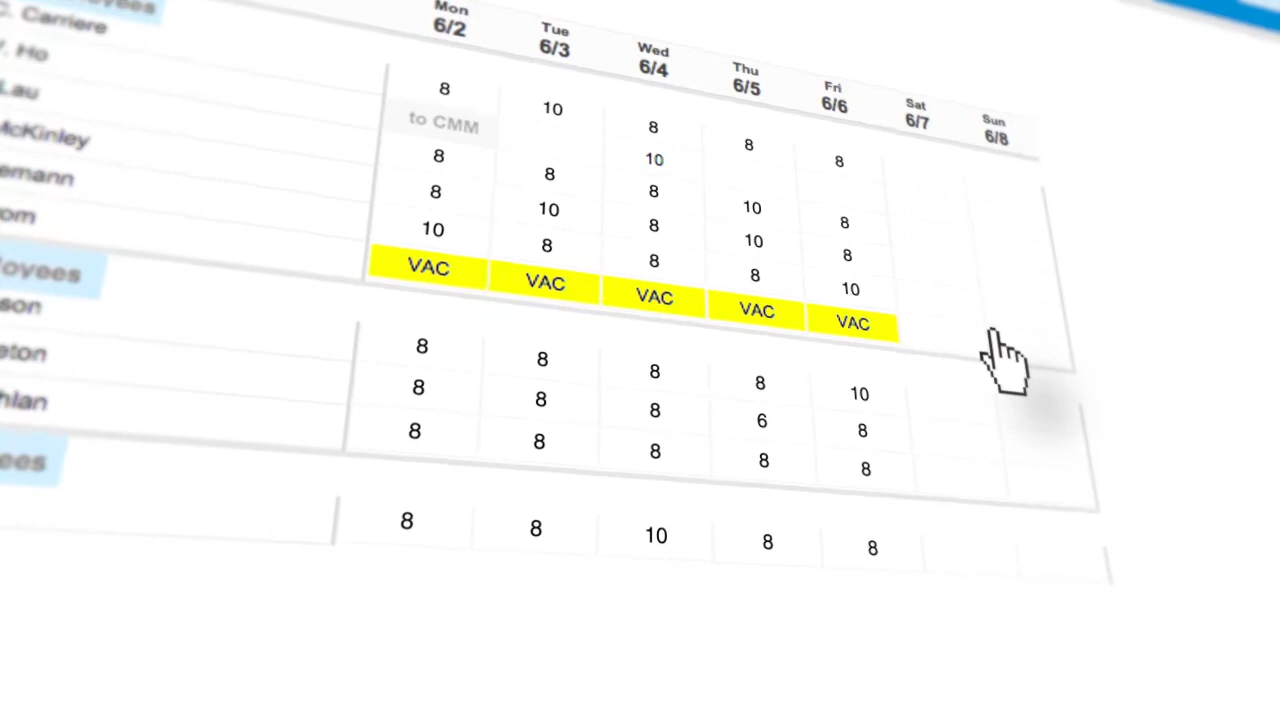 oyees
Mon Tue Wed Thu Fri Sat Sun
6/2 6/3 6/4 6/5 6/6 6/7 6/8
C. Carriere 8 10 8 8 8
Ho to CMM 10
Lau 8 8 8 10 8
McKinley 8 10 8 10 8
emann 10 8 8 8 10
om VAC VAC VAC VAC VAC
oyees
son 8 8 8 8 10
eton 8 8 8 6 8
hlan 8 8 8 8 8
ees
8 8 10 8 8